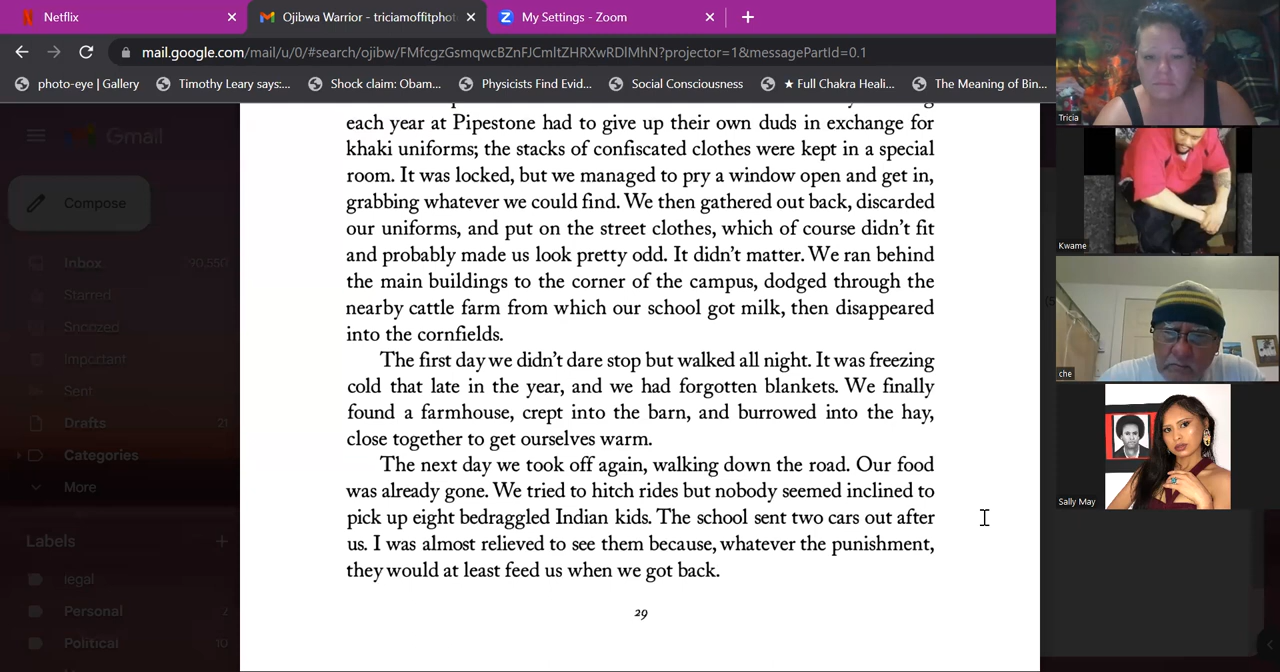 Netflix
Ojibwa Warrior - triciamoffitphot
My Settings - Zoom
mail.google.com/mail/u/0/#search/ojibw/FMfcgzGsmqwcBZnFJCmltZHRXwRDlMhN?projector=1&messagePartId=0.1
photo-eye | Gallery
Timothy Leary says:...
Shock claim: Obam...
Physicists Find Evid...
Social Consciousness
★ Full Chakra Heali...
The Meaning of Bin...
Gmail
Compose
Inbox
Starred
Snoozed
Important
Sent
Drafts 21
Categories
More
Labels
legal
Personal 2
Political 10
each year at Pipestone had to give up their own duds in exchange for
khaki uniforms; the stacks of confiscated clothes were kept in a special
room. It was locked, but we managed to pry a window open and get in,
grabbing whatever we could find. We then gathered out back, discarded
our uniforms, and put on the street clothes, which of course didn't fit
and probably made us look pretty odd. It didn't matter. We ran behind
the main buildings to the corner of the campus, dodged through the
nearby cattle farm from which our school got milk, then disappeared
into the cornfields.
The first day we didn't dare stop but walked all night. It was freezing
cold that late in the year, and we had forgotten blankets. We finally
found a farmhouse, crept into the barn, and burrowed into the hay,
close together to get ourselves warm.
The next day we took off again, walking down the road. Our food
was already gone. We tried to hitch rides but nobody seemed inclined to
pick up eight bedraggled Indian kids. The school sent two cars out after
us. I was almost relieved to see them because, whatever the punishment,
they would at least feed us when we got back.
29
Tricia
Kwame
che
Sally May